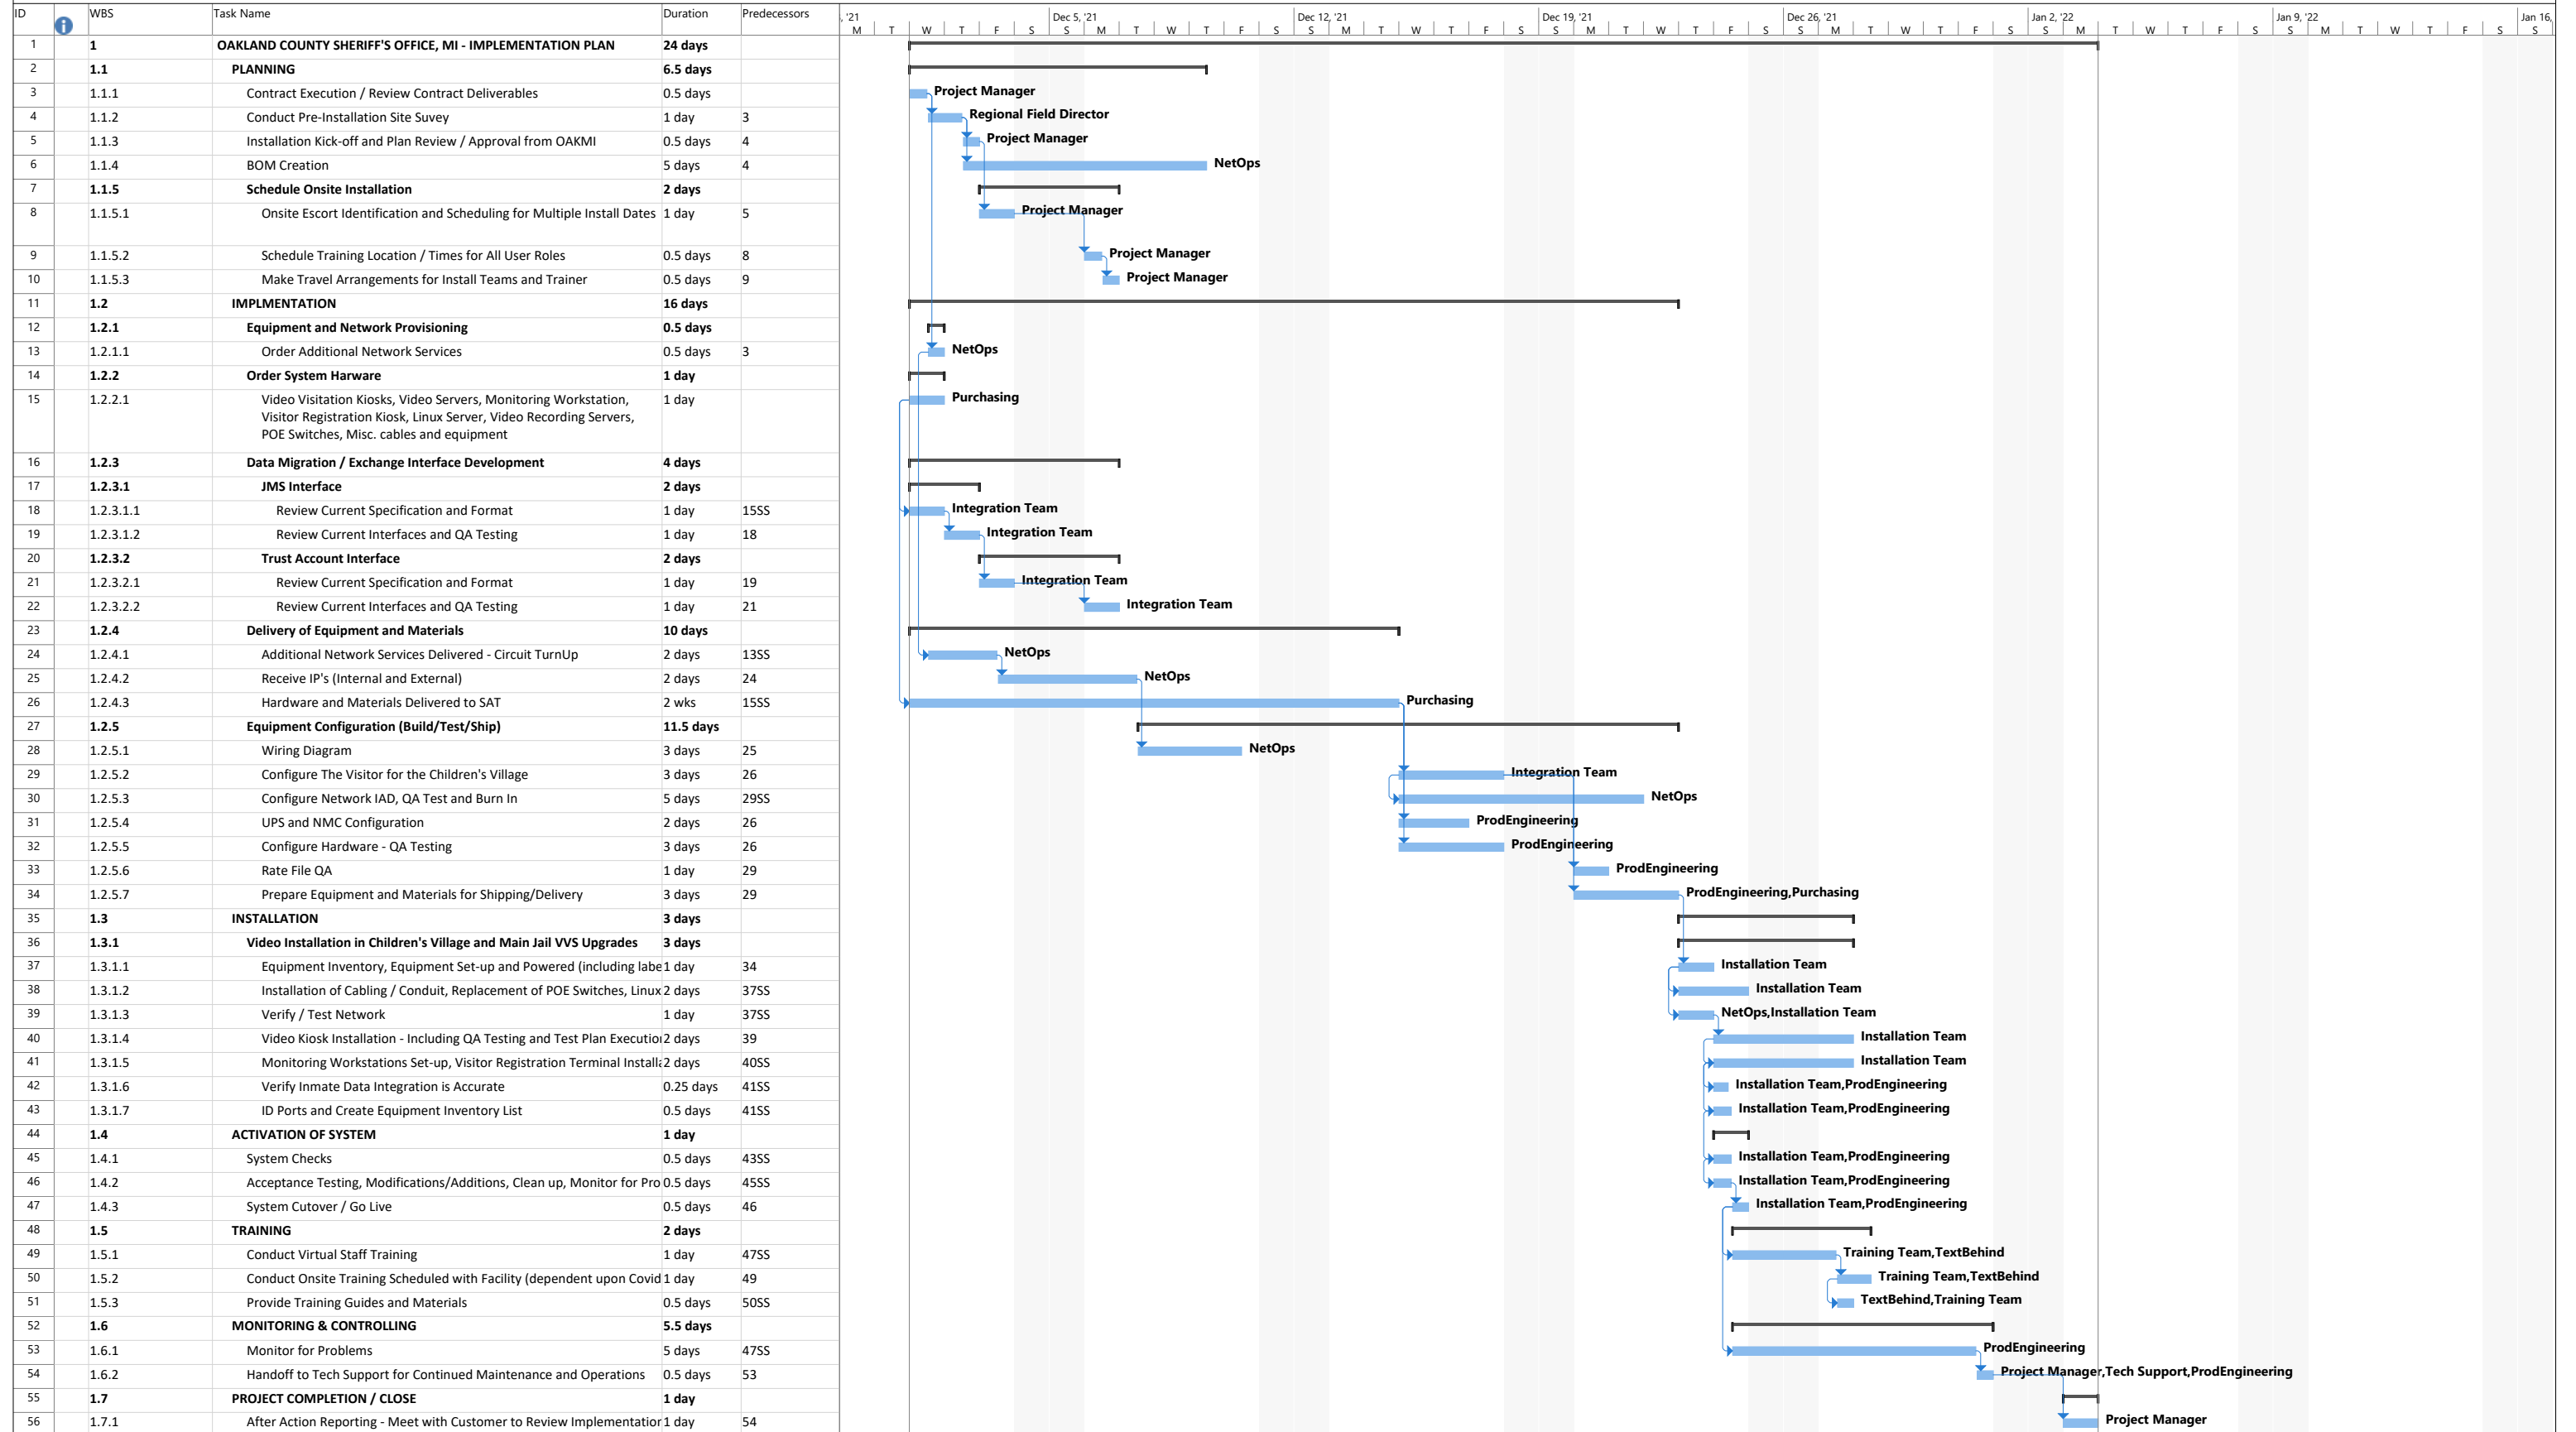 ID WBS Task Name Duration Predecessors , '21 Dec 5, '21 Dec 12, '21 Dec 19, '21 Dec 26, '21 Jan 2, '22 Jan 9, '22 Jan 16,
M T W T F S S M T W T F S S M T W T F S S M T W T F S S M T W T F S S M T W T F S S M T W T F S S
1 1 OAKLAND COUNTY SHERIFF'S OFFICE, MI - IMPLEMENTATION PLAN 24 days
2 1.1 PLANNING 6.5 days
3 1.1.1 Contract Execution / Review Contract Deliverables 0.5 days Project Manager
4 1.1.2 Conduct Pre-Installation Site Suvey 1 day 3 Regional Field Director
5 1.1.3 Installation Kick-off and Plan Review / Approval from OAKMI 0.5 days 4 Project Manager
6 1.1.4 BOM Creation 5 days 4 NetOps
7 1.1.5 Schedule Onsite Installation 2 days
8 1.1.5.1 Onsite Escort Identification and Scheduling for Multiple Install Dates 1 day 5 Project Manager
9 1.1.5.2 Schedule Training Location / Times for All User Roles 0.5 days 8 Project Manager
10 1.1.5.3 Make Travel Arrangements for Install Teams and Trainer 0.5 days 9 Project Manager
11 1.2 IMPLMENTATION 16 days
12 1.2.1 Equipment and Network Provisioning 0.5 days
13 1.2.1.1 Order Additional Network Services 0.5 days 3 NetOps
14 1.2.2 Order System Harware 1 day
15 1.2.2.1 Video Visitation Kiosks, Video Servers, Monitoring Workstation, 1 day Purchasing
Visitor Registration Kiosk, Linux Server, Video Recording Servers,
POE Switches, Misc. cables and equipment
16 1.2.3 Data Migration / Exchange Interface Development 4 days
17 1.2.3.1 JMS Interface 2 days
18 1.2.3.1.1 Review Current Specification and Format 1 day 15SS Integration Team
19 1.2.3.1.2 Review Current Interfaces and QA Testing 1 day 18 Integration Team
20 1.2.3.2 Trust Account Interface 2 days
21 1.2.3.2.1 Review Current Specification and Format 1 day 19 Integration Team
22 1.2.3.2.2 Review Current Interfaces and QA Testing 1 day 21 Integration Team
23 1.2.4 Delivery of Equipment and Materials 10 days
24 1.2.4.1 Additional Network Services Delivered - Circuit TurnUp 2 days 13SS NetOps
25 1.2.4.2 Receive IP's (Internal and External) 2 days 24 NetOps
26 1.2.4.3 Hardware and Materials Delivered to SAT 2 wks 15SS Purchasing
27 1.2.5 Equipment Configuration (Build/Test/Ship) 11.5 days
28 1.2.5.1 Wiring Diagram 3 days 25 NetOps
29 1.2.5.2 Configure The Visitor for the Children's Village 3 days 26 Integration Team
30 1.2.5.3 Configure Network IAD, QA Test and Burn In 5 days 29SS NetOps
31 1.2.5.4 UPS and NMC Configuration 2 days 26 ProdEngineering
32 1.2.5.5 Configure Hardware - QA Testing 3 days 26 ProdEngineering
33 1.2.5.6 Rate File QA 1 day 29 ProdEngineering
34 1.2.5.7 Prepare Equipment and Materials for Shipping/Delivery 3 days 29 ProdEngineering,Purchasing
35 1.3 INSTALLATION 3 days
36 1.3.1 Video Installation in Children's Village and Main Jail VVS Upgrades 3 days
37 1.3.1.1 Equipment Inventory, Equipment Set-up and Powered (including labe 1 day 34 Installation Team
38 1.3.1.2 Installation of Cabling / Conduit, Replacement of POE Switches, Linux 2 days 37SS Installation Team
39 1.3.1.3 Verify / Test Network 1 day 37SS NetOps,Installation Team
40 1.3.1.4 Video Kiosk Installation - Including QA Testing and Test Plan Executio 2 days 39 Installation Team
41 1.3.1.5 Monitoring Workstations Set-up, Visitor Registration Terminal Installa 2 days 40SS Installation Team
42 1.3.1.6 Verify Inmate Data Integration is Accurate 0.25 days 41SS Installation Team,ProdEngineering
43 1.3.1.7 ID Ports and Create Equipment Inventory List 0.5 days 41SS Installation Team,ProdEngineering
44 1.4 ACTIVATION OF SYSTEM 1 day
45 1.4.1 System Checks 0.5 days 43SS Installation Team,ProdEngineering
46 1.4.2 Acceptance Testing, Modifications/Additions, Clean up, Monitor for Pro 0.5 days 45SS Installation Team,ProdEngineering
47 1.4.3 System Cutover / Go Live 0.5 days 46 Installation Team,ProdEngineering
48 1.5 TRAINING 2 days
49 1.5.1 Conduct Virtual Staff Training 1 day 47SS Training Team,TextBehind
50 1.5.2 Conduct Onsite Training Scheduled with Facility (dependent upon Covid 1 day 49 Training Team,TextBehind
51 1.5.3 Provide Training Guides and Materials 0.5 days 50SS TextBehind,Training Team
52 1.6 MONITORING & CONTROLLING 5.5 days
53 1.6.1 Monitor for Problems 5 days 47SS ProdEngineering
54 1.6.2 Handoff to Tech Support for Continued Maintenance and Operations 0.5 days 53 Project Manager,Tech Support,ProdEngineering
55 1.7 PROJECT COMPLETION / CLOSE 1 day
56 1.7.1 After Action Reporting - Meet with Customer to Review Implementation 1 day 54 Project Manager